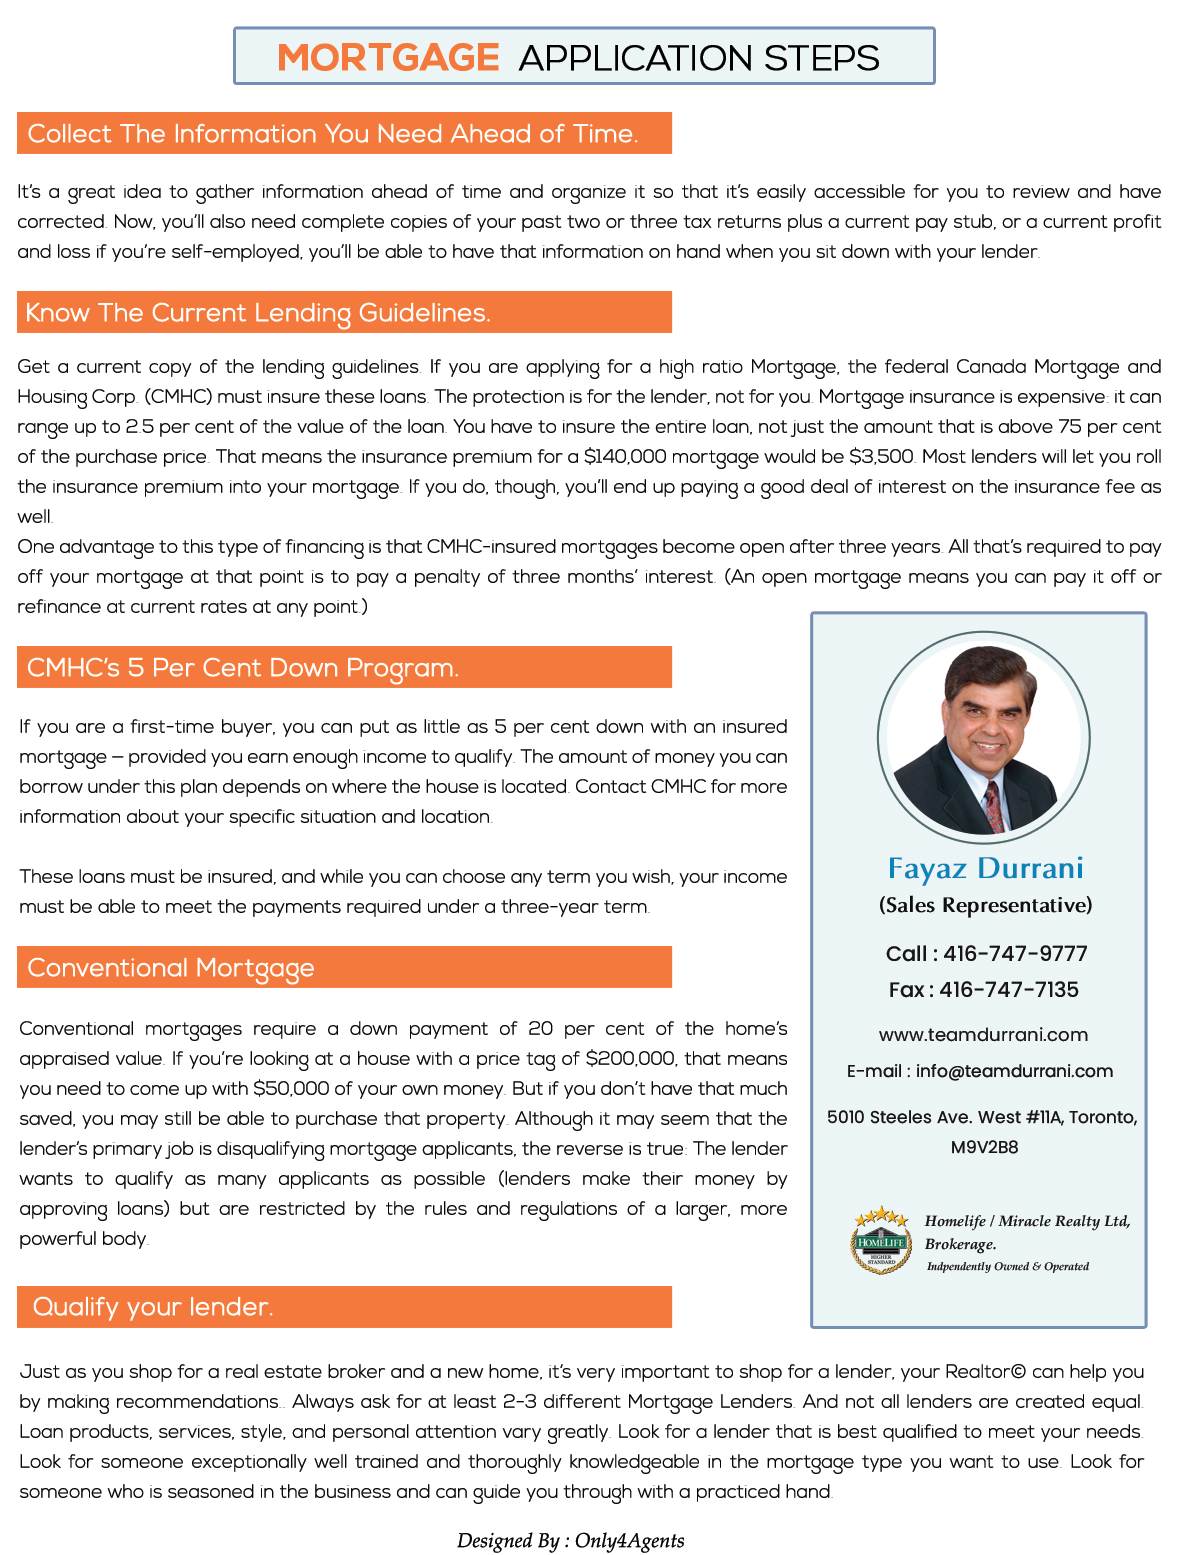 MORTGAGE APPLICATION STEPS
Collect The Information You Need Ahead of Time.
It's a great idea to gather information ahead of time and organize it so that it's easily accessible for you to review and have
corrected. Now, you'll also need complete copies of your past two or three tax returns plus a current pay stub, or a current profit
and loss if you're self-employed, you'll be able to have that information on hand when you sit down with your lender.
Know The Current Lending Guidelines.
Get a current copy of the lending guidelines. If you are applying for a high ratio Mortgage, the federal Canada Mortgage and
Housing Corp. (CMHC) must insure these loans. The protection is for the lender, not for you. Mortgage insurance is expensive: it can
range up to 2.5 per cent of the value of the loan. You have to insure the entire loan, not just the amount that is above 75 per cent
of the purchase price. That means the insurance premium for a $140,000 mortgage would be $3,500. Most lenders will let you roll
the insurance premium into your mortgage. If you do, though, you'll end up paying a good deal of interest on the insurance fee as
well.
One advantage to this type of financing is that CMHC-insured mortgages become open after three years. All that's required to pay
off your mortgage at that point is to pay a penalty of three months' interest. (An open mortgage means you can pay it off or
refinance at current rates at any point.)
CMHC's 5 Per Cent Down Program.
If you are a first-time buyer, you can put as little as 5 per cent down with an insured
mortgage – provided you earn enough income to qualify. The amount of money you can
borrow under this plan depends on where the house is located. Contact CMHC for more
information about your specific situation and location.
These loans must be insured, and while you can choose any term you wish, your income
must be able to meet the payments required under a three-year term.
Conventional Mortgage
Conventional mortgages require a down payment of 20 per cent of the home's
appraised value. If you're looking at a house with a price tag of $200,000, that means
you need to come up with $50,000 of your own money. But if you don't have that much
saved, you may still be able to purchase that property. Although it may seem that the
lender's primary job is disqualifying mortgage applicants, the reverse is true: The lender
wants to qualify as many applicants as possible (lenders make their money by
approving loans) but are restricted by the rules and regulations of a larger, more
powerful body.
Fayaz Durrani
(Sales Representative)
Call : 416-747-9777
Fax : 416-747-7135
www.teamdurrani.com
E-mail : info@teamdurrani.com
5010 Steeles Ave. West #11A, Toronto,
M9V2B8
HOMELIFE
HIGHER
STANDARD
Homelife / Miracle Realty Ltd,
Brokerage.
Indpendently Owned & Operated
Qualify your lender.
Just as you shop for a real estate broker and a new home, it's very important to shop for a lender, your Realtor© can help you
by making recommendations.. Always ask for at least 2-3 different Mortgage Lenders. And not all lenders are created equal.
Loan products, services, style, and personal attention vary greatly. Look for a lender that is best qualified to meet your needs.
Look for someone exceptionally well trained and thoroughly knowledgeable in the mortgage type you want to use. Look for
someone who is seasoned in the business and can guide you through with a practiced hand.
Designed By : Only4Agents